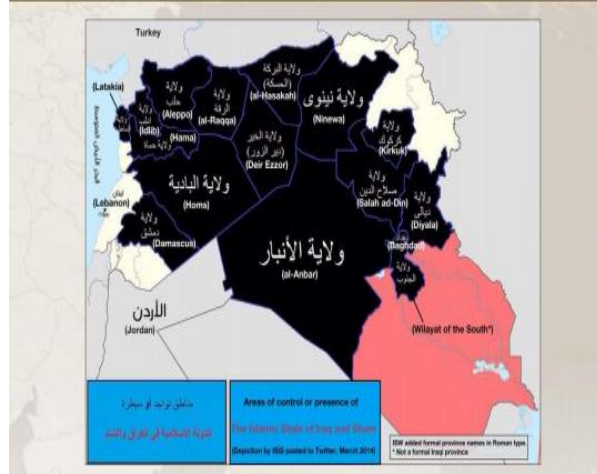 Turkey
(Latakia)
ولاية
حلب
(Aleppo)
ولاية
ادلب
(Idlib)
ولاية حماة
(Hama)
ولاية
الرقة
(al-Raqqa)
ولاية البركة
(الحسكة)
(al-Hasakah)
ولاية نينوى
(Ninewa)
ولاية
كركوك
(Kirkuk)
ولاية الخير
(دير الزور)
(Deir Ezzor)
ولاية البادية
(Homs)
ولاية
صلاح الدين
(Salah ad-Din)
ولاية
ديالى
(Diyala)
(Baghdad)
البحر الأبيض المتوسط
لبنان
(Lebanon)
ولاية
دمشق
(Damascus)
ولاية الأنبار
(al-Anbar)
ولاية
الجنوب
(Wilayat of the South*)
الأردن
(Jordan)
مناطق تواجد أو سيطرة
الدولة الاسلامية في العراق والشام
Areas of control or presence of
The Islamic State of Iraq and Sham
(Depiction by ISIS posted to Twitter, March 2014)
ISW added formal province names in Roman type.
* Not a formal Iraqi province